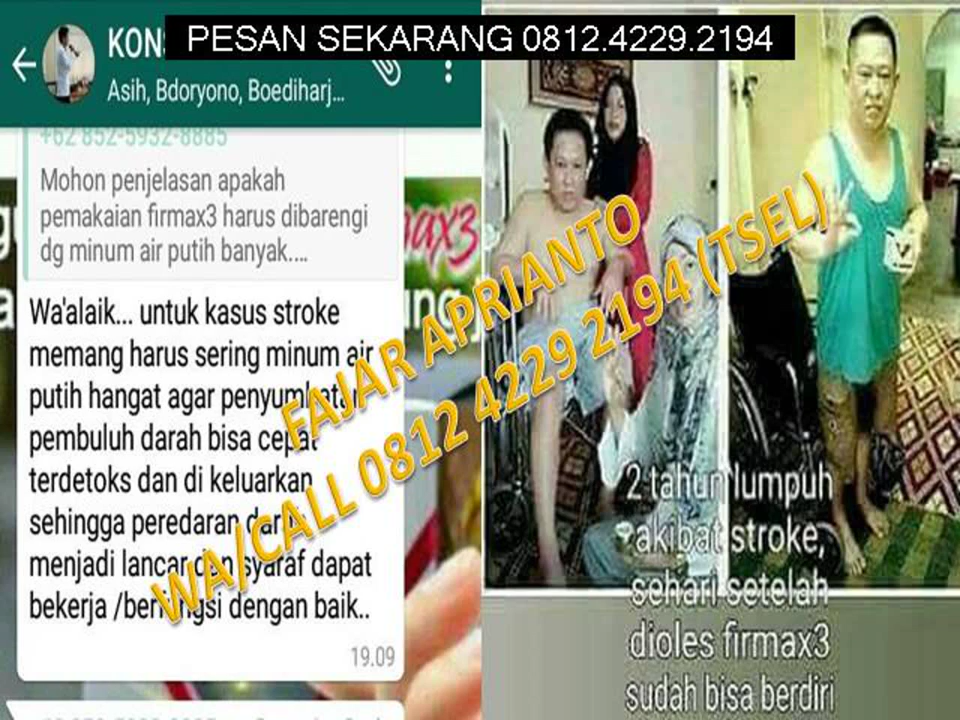 PESAN SEKARANG 0812.4229.2194
Asih, Bdoryono, Boediharj...
+62 852-5932-8885
Mohon penjelasan apakah
pemakaian firmax3 harus dibarengi
dg minum air putih banyak....
Wa'alaik... untuk kasus stroke
memang harus sering minum air
putih hangat agar
pembuluh darah bisa cepat
terdetoks dan di keluarkan
sehingga peredaran
menjadi lancar dan syaraf dapat
bekerja /berfungsi dengan baik..
19.09
FAJAR APRIANTO
WA/CALL 0812 4229 2194 (TSEL)
2 tahun lumpuh
akibat stroke,
sehari setelah
dioles firmax3
sudah bisa berdiri